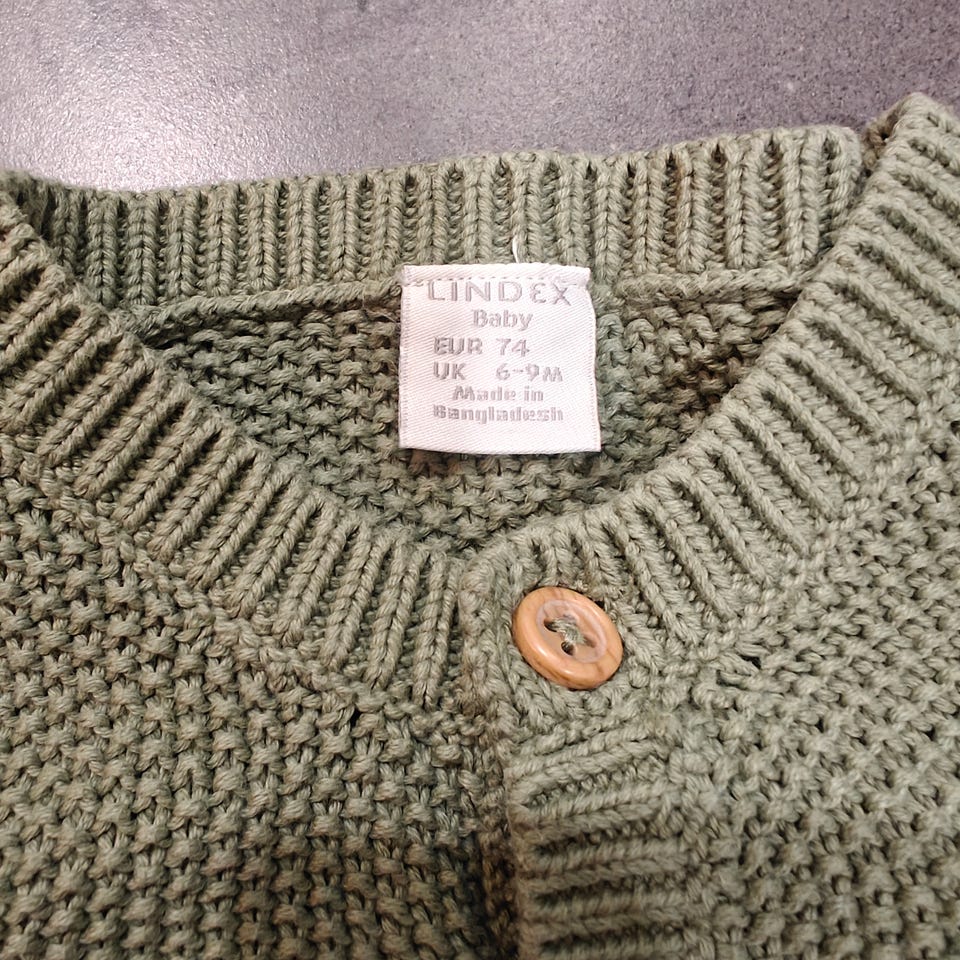 LINDEX
Baby
EUR 74
UK 6-9M
Made in
Bangladesh